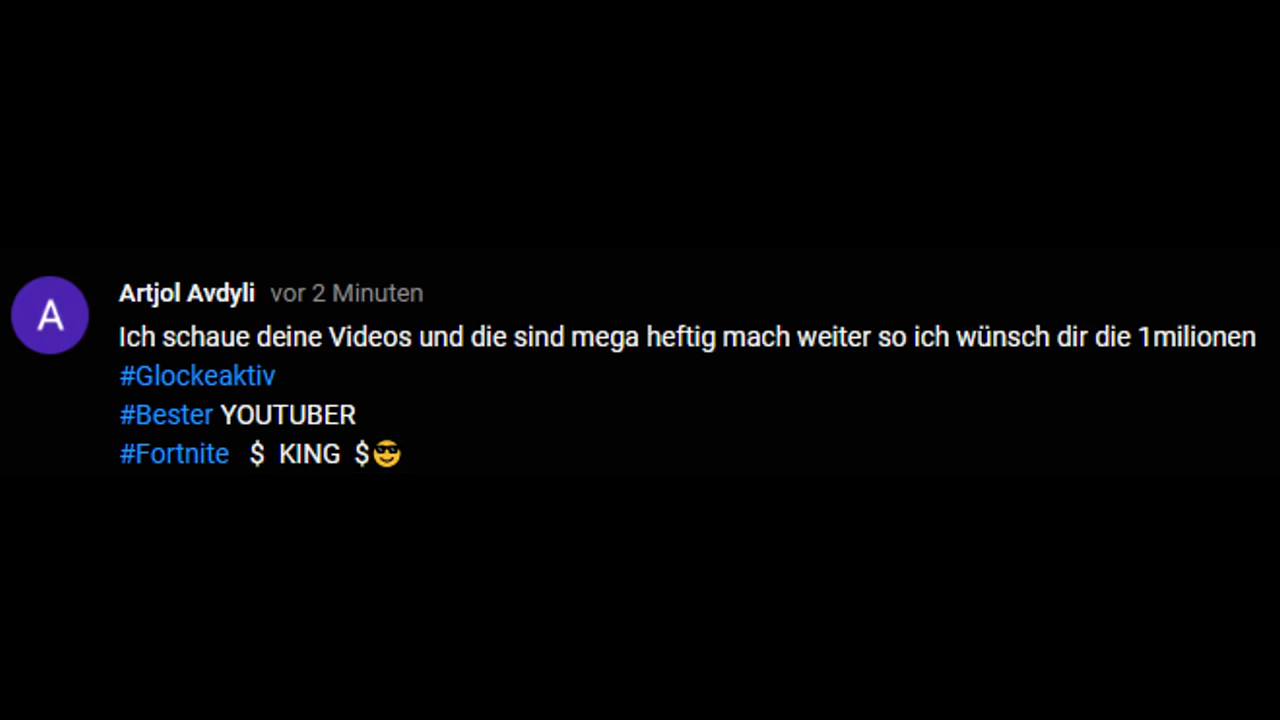 A
Artjol Avdyli vor 2 Minuten
Ich schaue deine Videos und die sind mega heftig mach weiter so ich wünsch dir die 1milionen
#Glockeaktiv
#Bester YOUTUBER
#Fortnite $ KING $😎